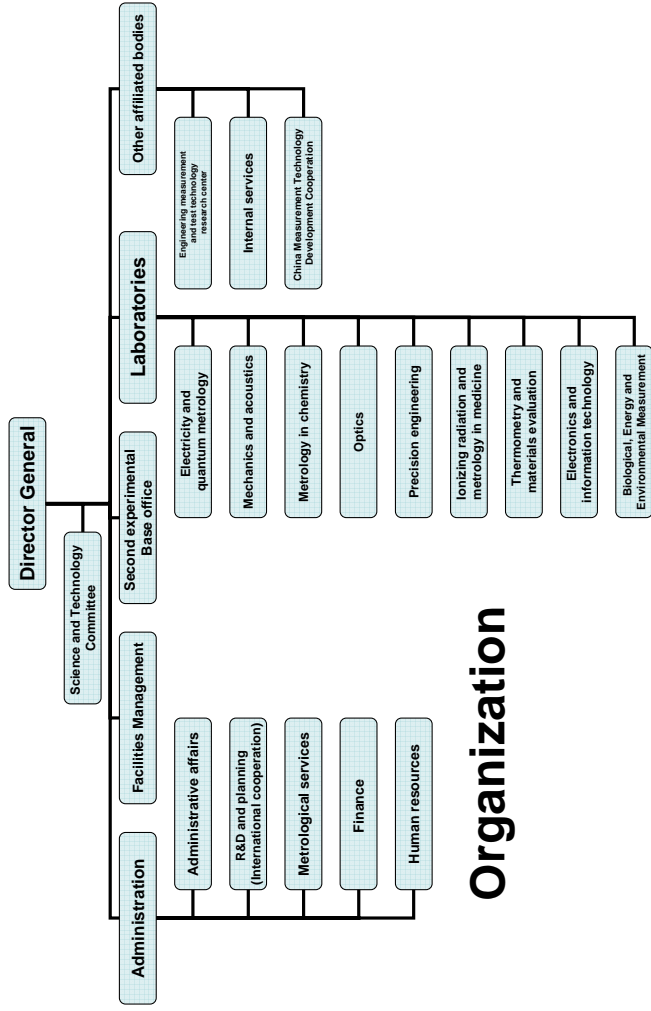 Director General
Science and Technology
Committee
Administration
Facilities Management
Second experimental
Base office
Laboratories
Other affiliated bodies
Administrative affairs
R&D and planning
(International cooperation)
Metrological services
Finance
Human resources
Electricity and
quantum metrology
Mechanics and acoustics
Metrology in chemistry
Optics
Precision engineering
Ionizing radiation and
metrology in medicine
Thermometry and
materials evaluation
Electronics and
information technology
Biological, Energy and
Environmental Measurement
Engineering measurement
and test technology
research center
Internal services
China Measurement Technology
Development Cooperation
Organization